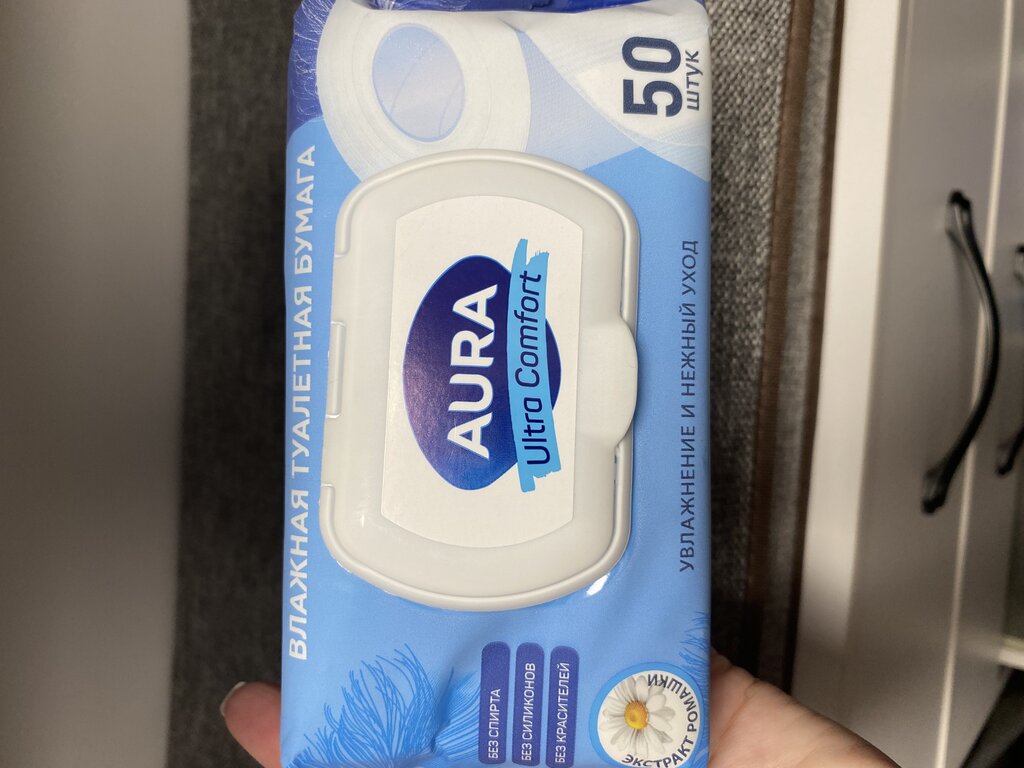 ВЛАЖНАЯ ТУАЛЕТНАЯ БУМАГА
50
ШТУК
AURA
Ultra Comfort
УВЛАЖНЕНИЕ И НЕЖНЫЙ УХОД
БЕЗ СПИРТА
БЕЗ СИЛИКОНОВ
БЕЗ КРАСИТЕЛЕЙ
ЭКСТРАКТ РОМАШКИ